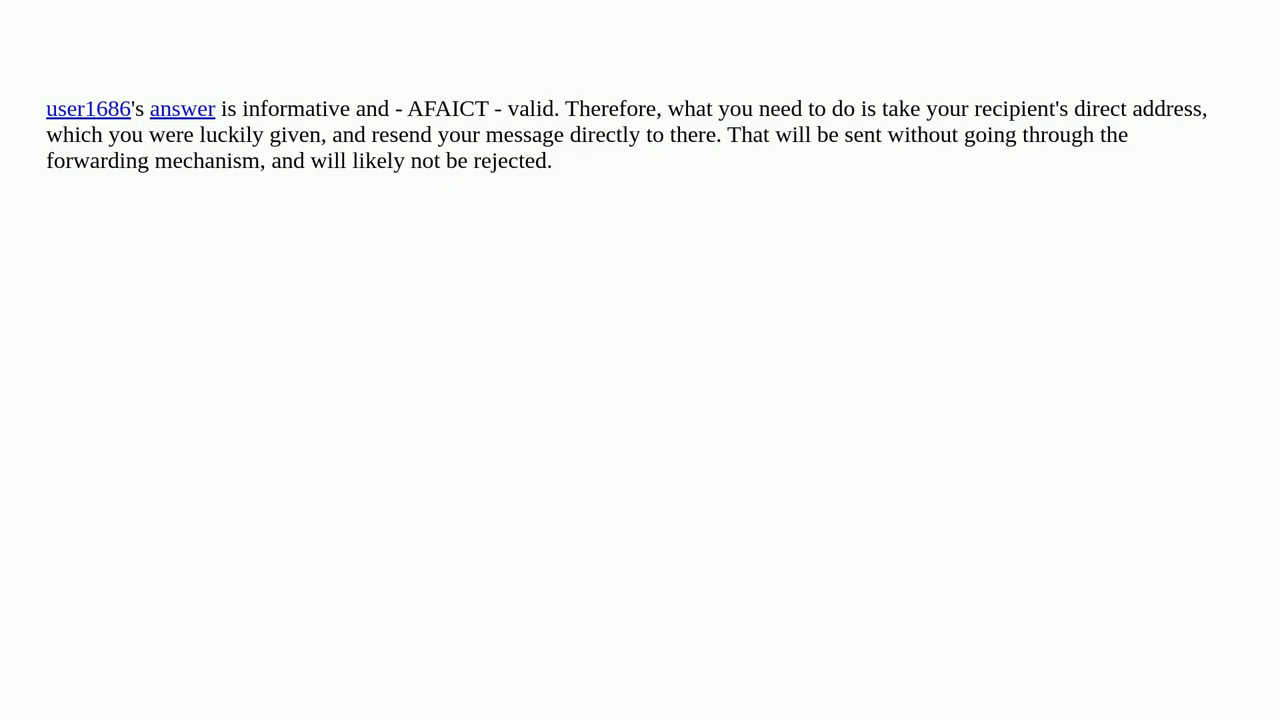 user1686's answer is informative and - AFAICT - valid. Therefore, what you need to do is take your recipient's direct address,
which you were luckily given, and resend your message directly to there. That will be sent without going through the
forwarding mechanism, and will likely not be rejected.